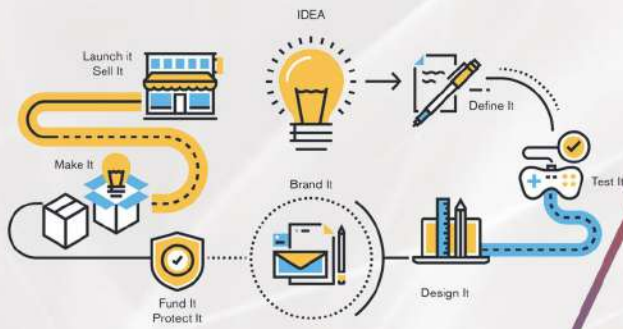 IDEA
Define It
Test It
Design It
Brand It
Fund It
Protect It
Make It
Launch it
Sell It